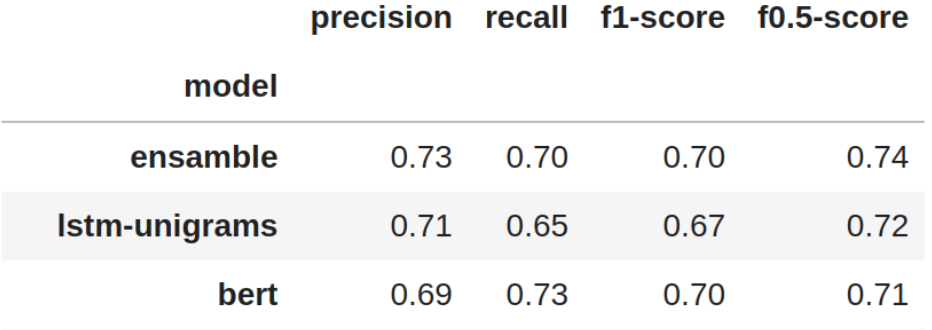 precision recall f1-score f0.5-score
model
ensamble 0.73 0.70 0.70 0.74
lstm-unigrams 0.71 0.65 0.67 0.72
bert 0.69 0.73 0.70 0.71